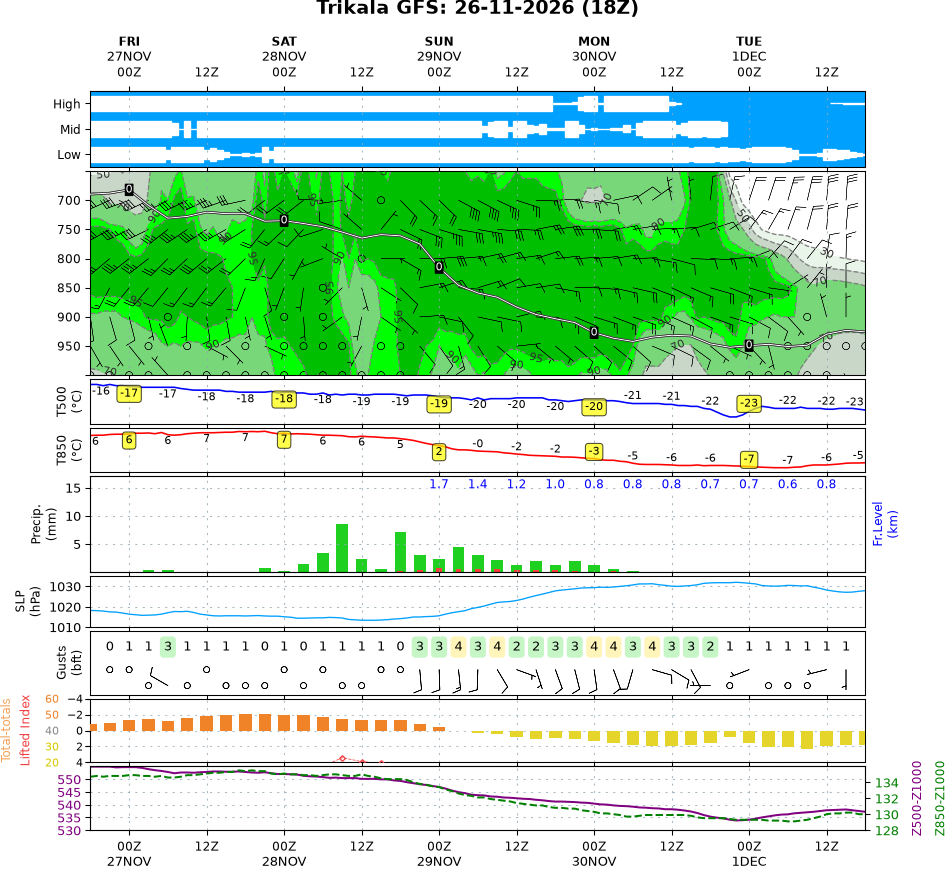 Trikala GFS: 26-11-2026 (18Z)
FRI SAT SUN MON TUE
27NOV 28NOV 29NOV 30NOV 1DEC
00Z 12Z 00Z 12Z 00Z 12Z 00Z 12Z 00Z 12Z
High
Mid
Low
700
750
800
850
900
950
0 0 0 0 0
T500
(°C)
-16 -17 -17 -18 -18 -18 -18 -19 -19 -19 -20 -20 -20 -20 -21 -21 -22 -23 -22 -22 -23
T850
(°C)
6 6 6 7 7 7 6 6 5 2 -0 -2 -2 -3 -5 -6 -6 -7 -7 -6 -5
Precip.
(mm)
15
10
5
1.7 1.4 1.2 1.0 0.8 0.8 0.8 0.7 0.7 0.6 0.8
Fr.Level
(km)
SLP
(hPa)
1030
1020
1010
Gusts
(bft)
0 1 1 3 1 1 1 1 0 1 0 1 1 1 1 0 3 3 4 3 4 2 2 3 3 4 4 3 4 3 3 2 1 1 1 1 1 1 1
Total-totals
Lifted Index
60 -4
50 -2
40 0
30 2
20 4
550
545
540
535
530
134
132
130
128
Z500-Z1000
Z850-Z1000
00Z 12Z 00Z 12Z 00Z 12Z 00Z 12Z 00Z 12Z
27NOV 28NOV 29NOV 30NOV 1DEC